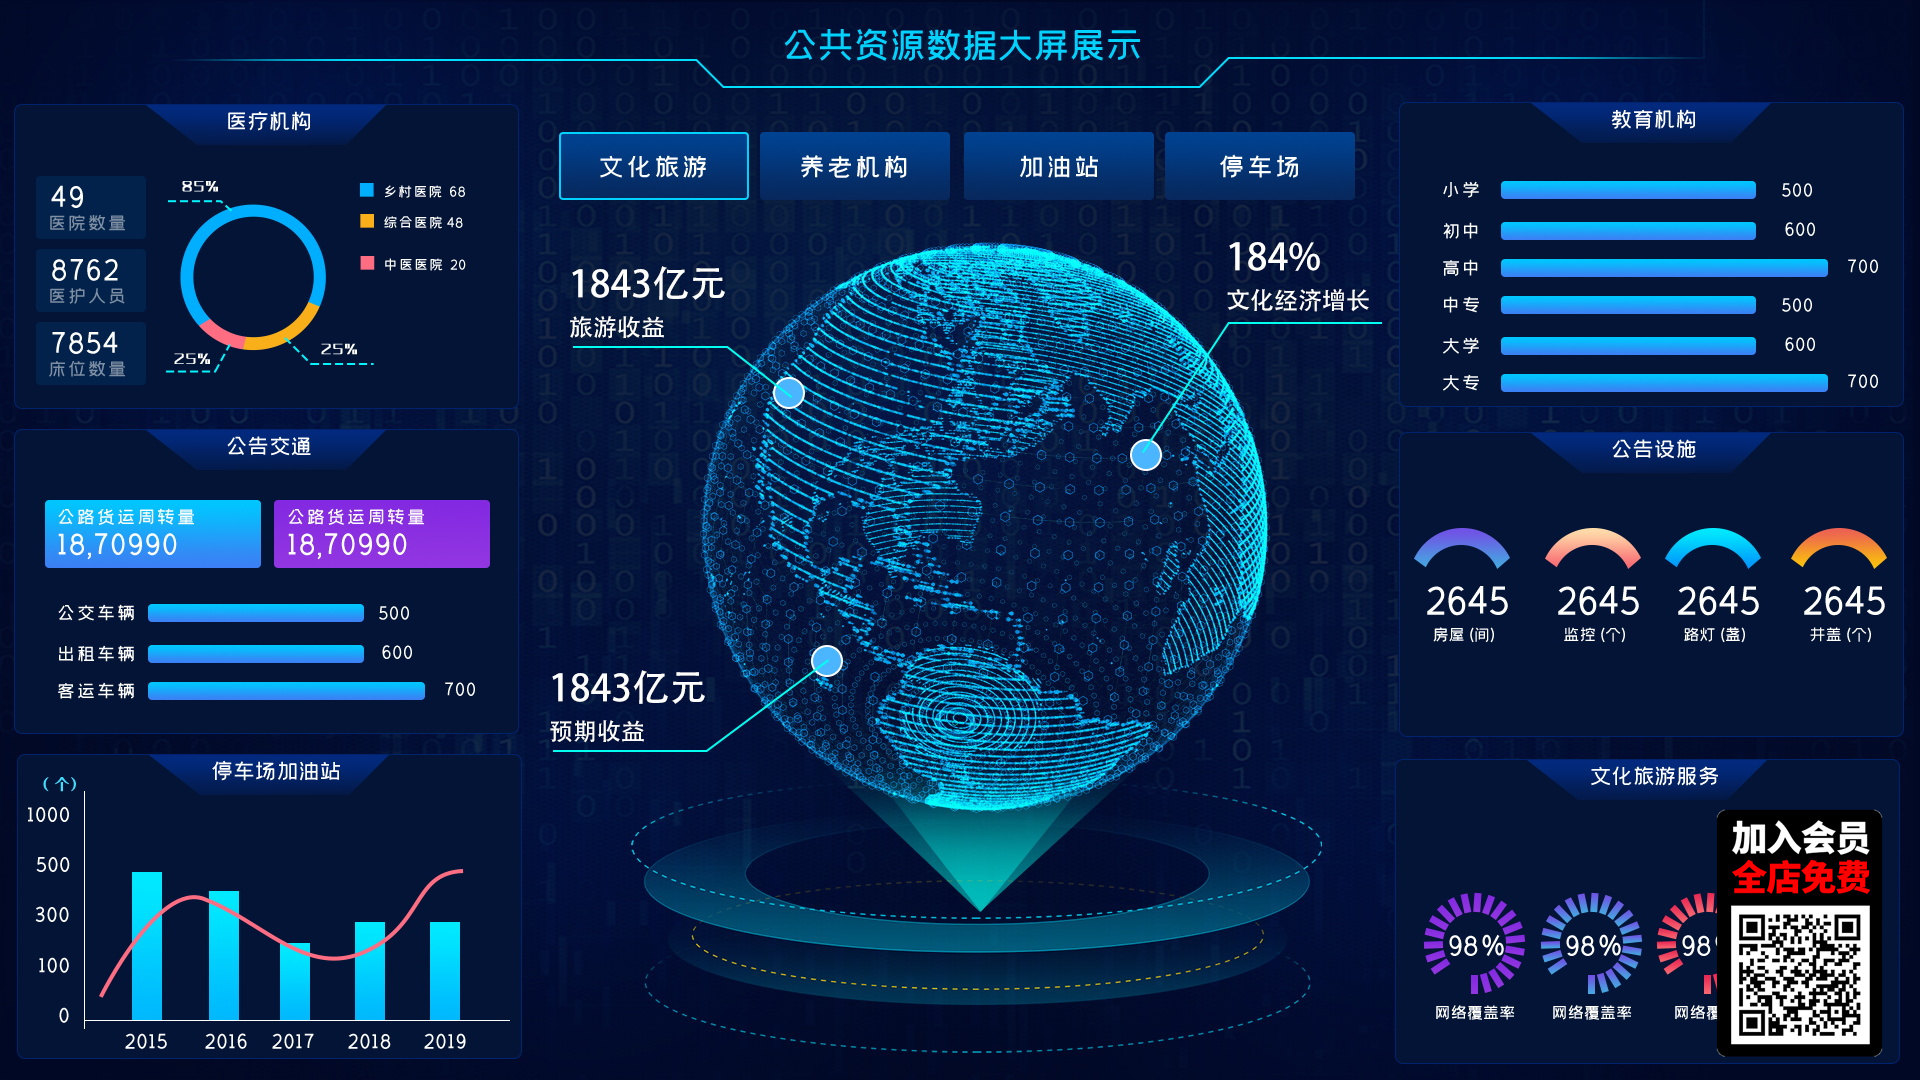 公共资源数据大屏展示
医疗机构
49
医院数量
8762
医护人员
7854
床位数量
85%
25%
25%
乡村医院 68
综合医院 48
中医医院 20
公告交通
公路货运周转量
18,70990
公路货运周转量
18,70990
公交车辆 500
出租车辆 600
客运车辆 700
停车场加油站
（个）
1000
500
300
100
0
2015 2016 2017 2018 2019
文化旅游
养老机构
加油站
停车场
1843亿元
旅游收益
184%
文化经济增长
1843亿元
预期收益
教育机构
小学 500
初中 600
高中 700
中专 500
大学 600
大专 700
公告设施
2645 2645 2645 2645
房屋 (间) 监控 (个) 路灯 (盏) 井盖 (个)
文化旅游服务
98% 98% 98
网络覆盖率 网络覆盖率 网络覆
加入会员
全店免费